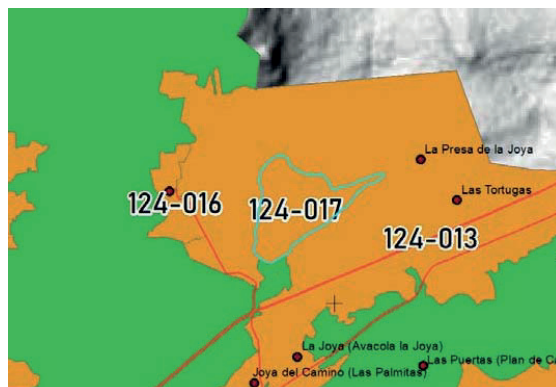 La Presa de la Joya
Las Tortugas
124-016
124-017
124-013
La Joya (Avacola la Joya)
Las Puertas (Plan de
Joya del Camino (Las Palmitas)